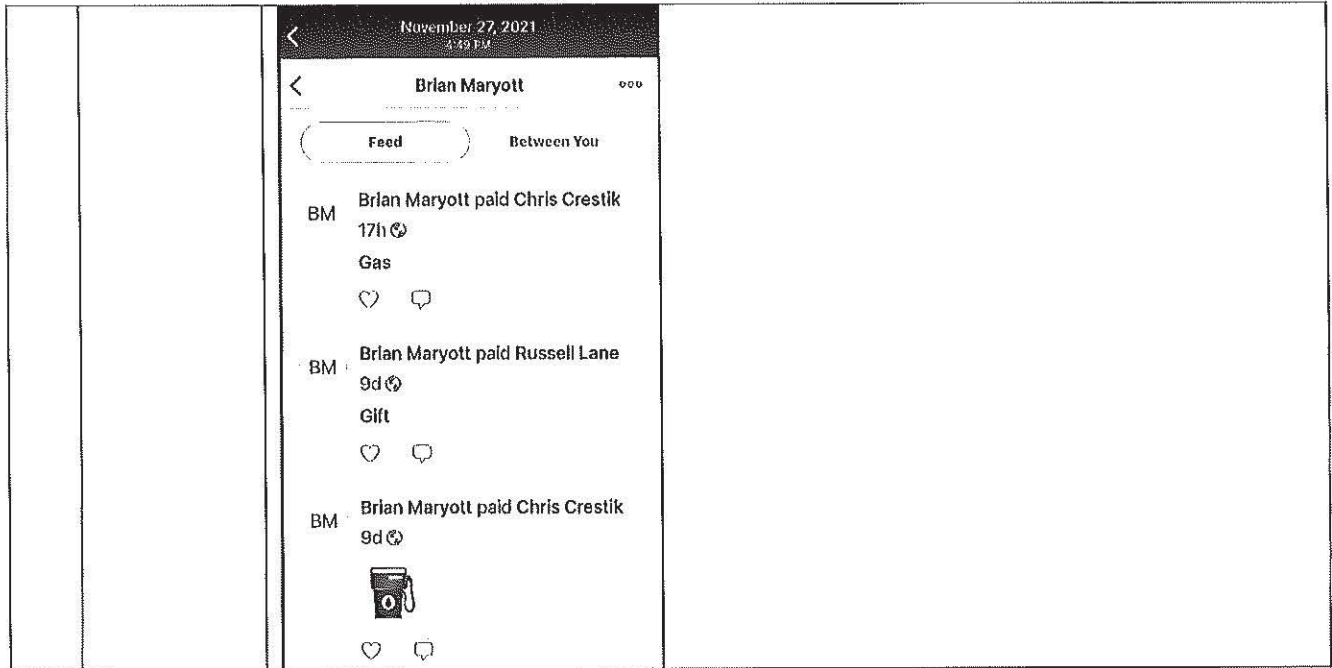 November 27, 2021
4:49 PM
Brian Maryott
Feed
Between You
BM
Brian Maryott paid Chris Crestik
17h
Gas
BM
Brian Maryott paid Russell Lane
9d
Gift
BM
Brian Maryott paid Chris Crestik
9d